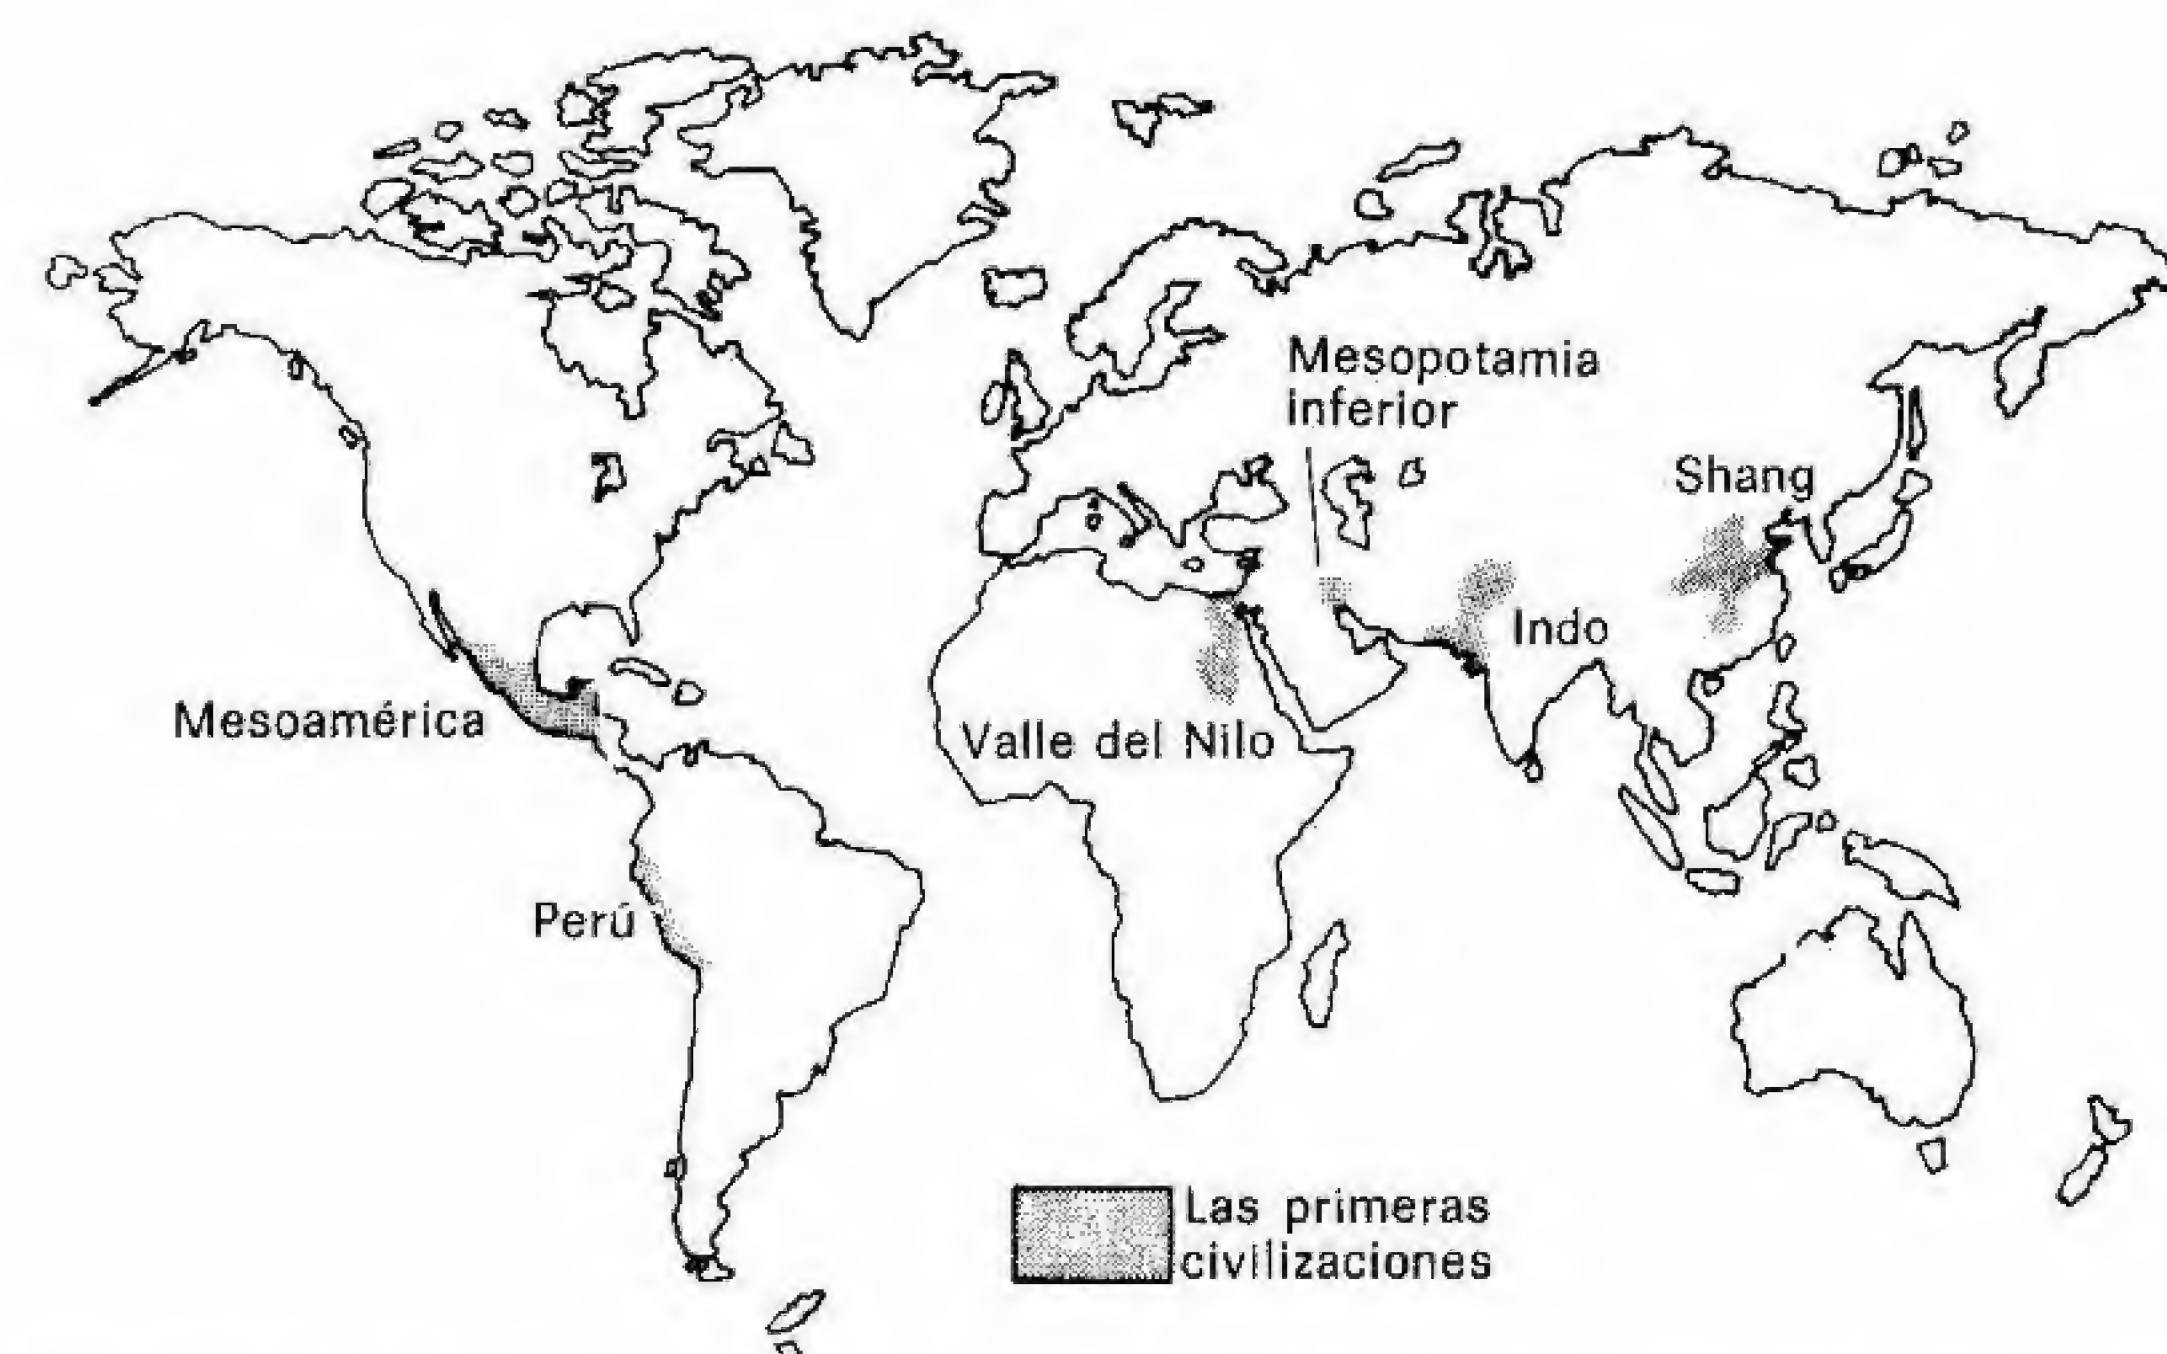 Mesopotamia
inferior
Shang
Indo
Mesoamérica
Valle del Nilo
Perú
Las primeras
civilizaciones